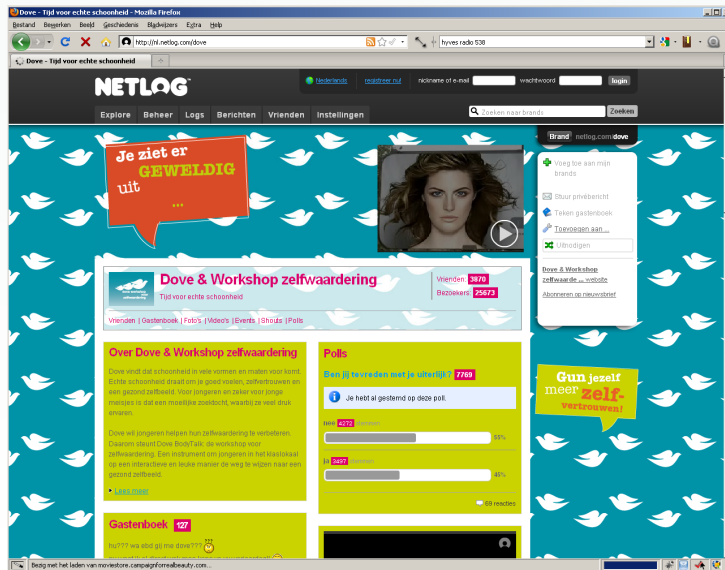 Dove - Tijd voor echte schoonheid - Mozilla Firefox
Bestand Bewerken Beeld Geschiedenis Bladwijzers Extra Help
http://nl.netlog.com/dove
hyves radio 538
Dove - Tijd voor echte schoonheid
NETLOG
Nederlands
registreer nu!
nickname of e-mail
wachtwoord
login
Explore Beheer Logs Berichten Vrienden Instellingen
Zoeken naar brands
Zoeken
Brand netlog.com/dove
Je ziet er
GEWELDIG
uit
...
Voeg toe aan mijn
brands
Stuur privébericht
Teken gastenboek
Toevoegen aan ...
Uitnodigen
Dove & Workshop
zelfwaarde ... website
Abonneren op nieuwsbrief
Dove & Workshop zelfwaardering
Tijd voor echte schoonheid
Vrienden: 3870
Bezoekers: 25673
Vrienden | Gastenboek | Foto's | Video's | Events | Shouts | Polls
Over Dove & Workshop zelfwaardering
Dove vindt dat schoonheid in vele vormen en maten voor komt.
Echte schoonheid draait om je goed voelen, zelfvertrouwen en
een gezond zelfbeeld. Voor jongeren en zeker voor jonge
meisjes is dat een moeilijke zoektocht, waarbij ze veel druk
ervaren.
Dove wil jongeren helpen hun zelfwaardering te verbeteren.
Daarom steunt Dove BodyTalk: de workshop voor
zelfwaardering. Een instrument om jongeren in het klaslokaal
op een interactieve en leuke manier de weg te wijzen naar een
gezond zelfbeeld.
Lees meer
Polls
Ben jij tevreden met je uiterlijk? 7769
Je hebt al gestemd op deze poll.
nee 4272 stemmen
55%
ja 3497 stemmen
45%
69 reacties
Gun jezelf
meer zelf-
vertrouwen!
Gastenboek 127
hu??? wa ebd gij me dove???
Bezig met het laden van moviestore.campaignforrealbeauty.com...